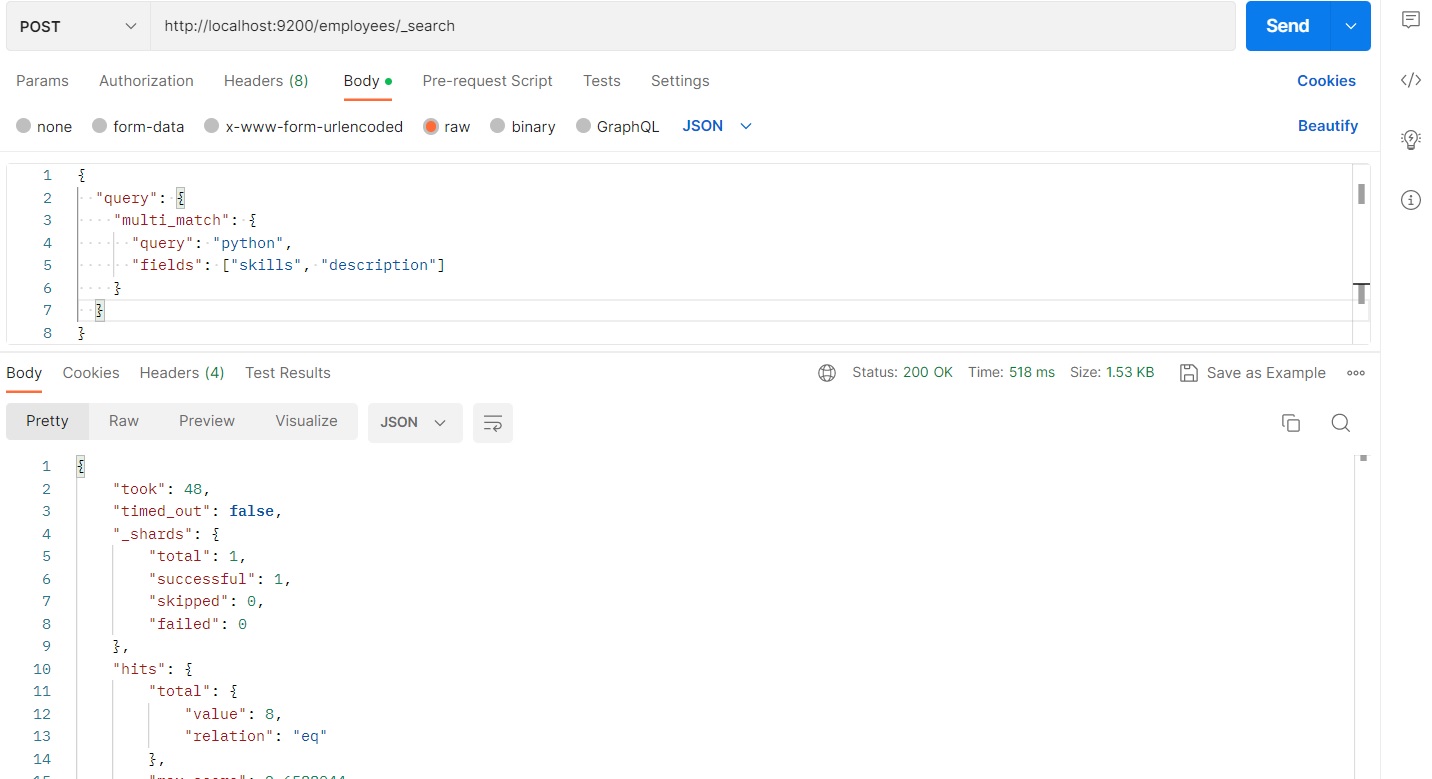 POST http://localhost:9200/employees/_search Send
Params Authorization Headers (8) Body Pre-request Script Tests Settings Cookies
none form-data x-www-form-urlencoded raw binary GraphQL JSON Beautify
1 {
2 "query": {
3 "multi_match": {
4 "query": "python",
5 "fields": ["skills", "description"]
6 }
7 }
8 }
Body Cookies Headers (4) Test Results Status: 200 OK Time: 518 ms Size: 1.53 KB Save as Example
Pretty Raw Preview Visualize JSON
1 {
2 "took": 48,
3 "timed_out": false,
4 "_shards": {
5 "total": 1,
6 "successful": 1,
7 "skipped": 0,
8 "failed": 0
9 },
10 "hits": {
11 "total": {
12 "value": 8,
13 "relation": "eq"
14 },